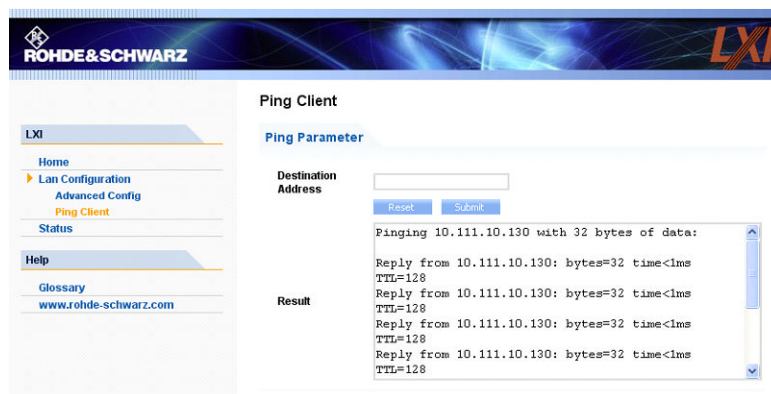 ROHDE&SCHWARZ
LXI
LXI
Home
Lan Configuration
Advanced Config
Ping Client
Status
Help
Glossary
www.rohde-schwarz.com
Ping Client
Ping Parameter
Destination
Address
Reset
Submit
Result
Pinging 10.111.10.130 with 32 bytes of data:
Reply from 10.111.10.130: bytes=32 time<1ms
TTL=128
Reply from 10.111.10.130: bytes=32 time<1ms
TTL=128
Reply from 10.111.10.130: bytes=32 time<1ms
TTL=128
Reply from 10.111.10.130: bytes=32 time<1ms
TTL=128